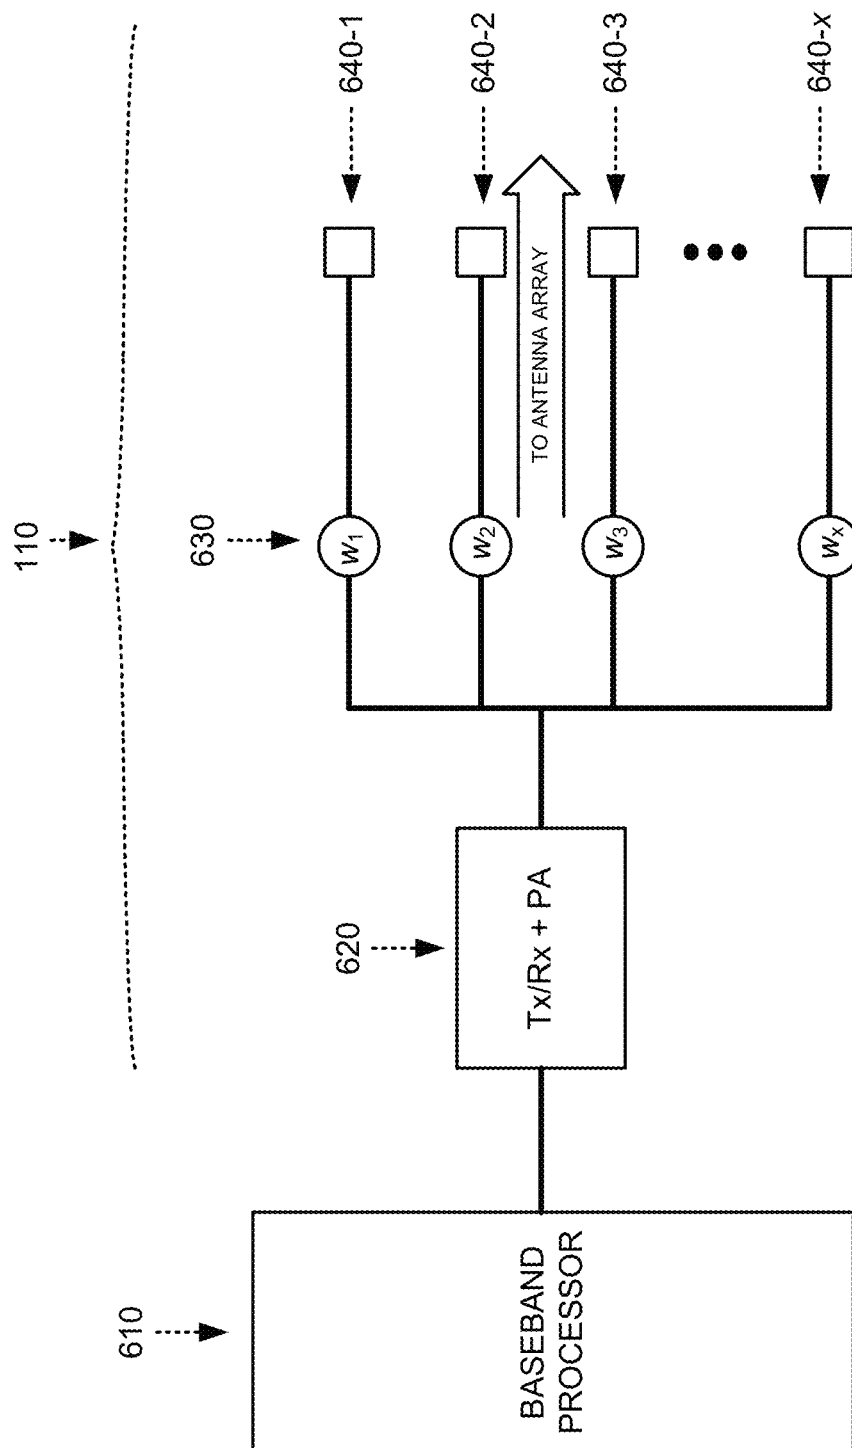 110
630
640-1
640-2
640-3
640-x
w1
w2
w3
wx
TO ANTENNA ARRAY
620
Tx/Rx + PA
610
BASEBAND
PROCESSOR